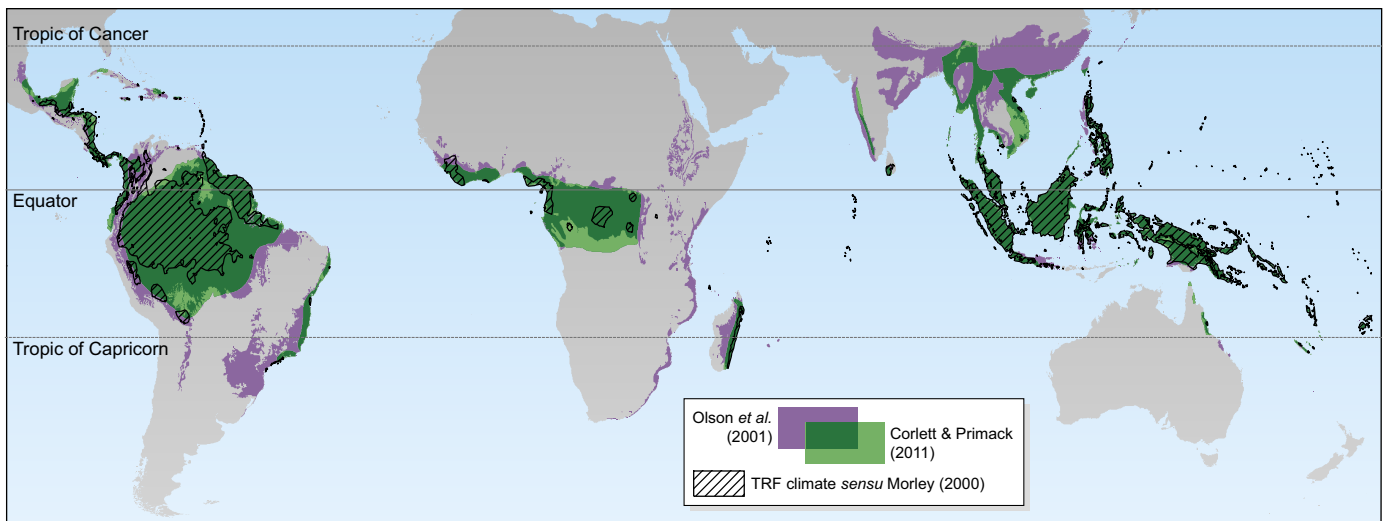 Tropic of Cancer
Equator
Tropic of Capricorn
Olson et al.
(2001)
Corlett & Primack
(2011)
TRF climate sensu Morley (2000)